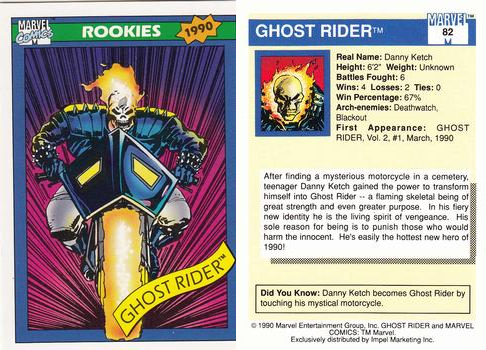 MARVEL
COMICS
ROOKIES
1990
GHOST RIDER™
GHOST RIDER™
MARVEL™
82
Real Name: Danny Ketch
Height: 6'2" Weight: Unknown
Battles Fought: 6
Wins: 4 Losses: 2 Ties: 0
Win Percentage: 67%
Arch-enemies: Deathwatch,
Blackout
First Appearance: GHOST
RIDER, Vol. 2, #1, March, 1990
After finding a mysterious motorcycle in a cemetery,
teenager Danny Ketch gained the power to transform
himself into Ghost Rider -- a flaming skeletal being of
great strength and even greater purpose. In his fiery
new identity he is the living spirit of vengeance. His
sole reason for being is to punish those who would
harm the innocent. He's easily the hottest new hero of
1990!
Did You Know: Danny Ketch becomes Ghost Rider by
touching his mystical motorcycle.
© 1990 Marvel Entertainment Group, Inc. GHOST RIDER and MARVEL
COMICS: TM Marvel.
Exclusively distributed by Impel Marketing Inc.